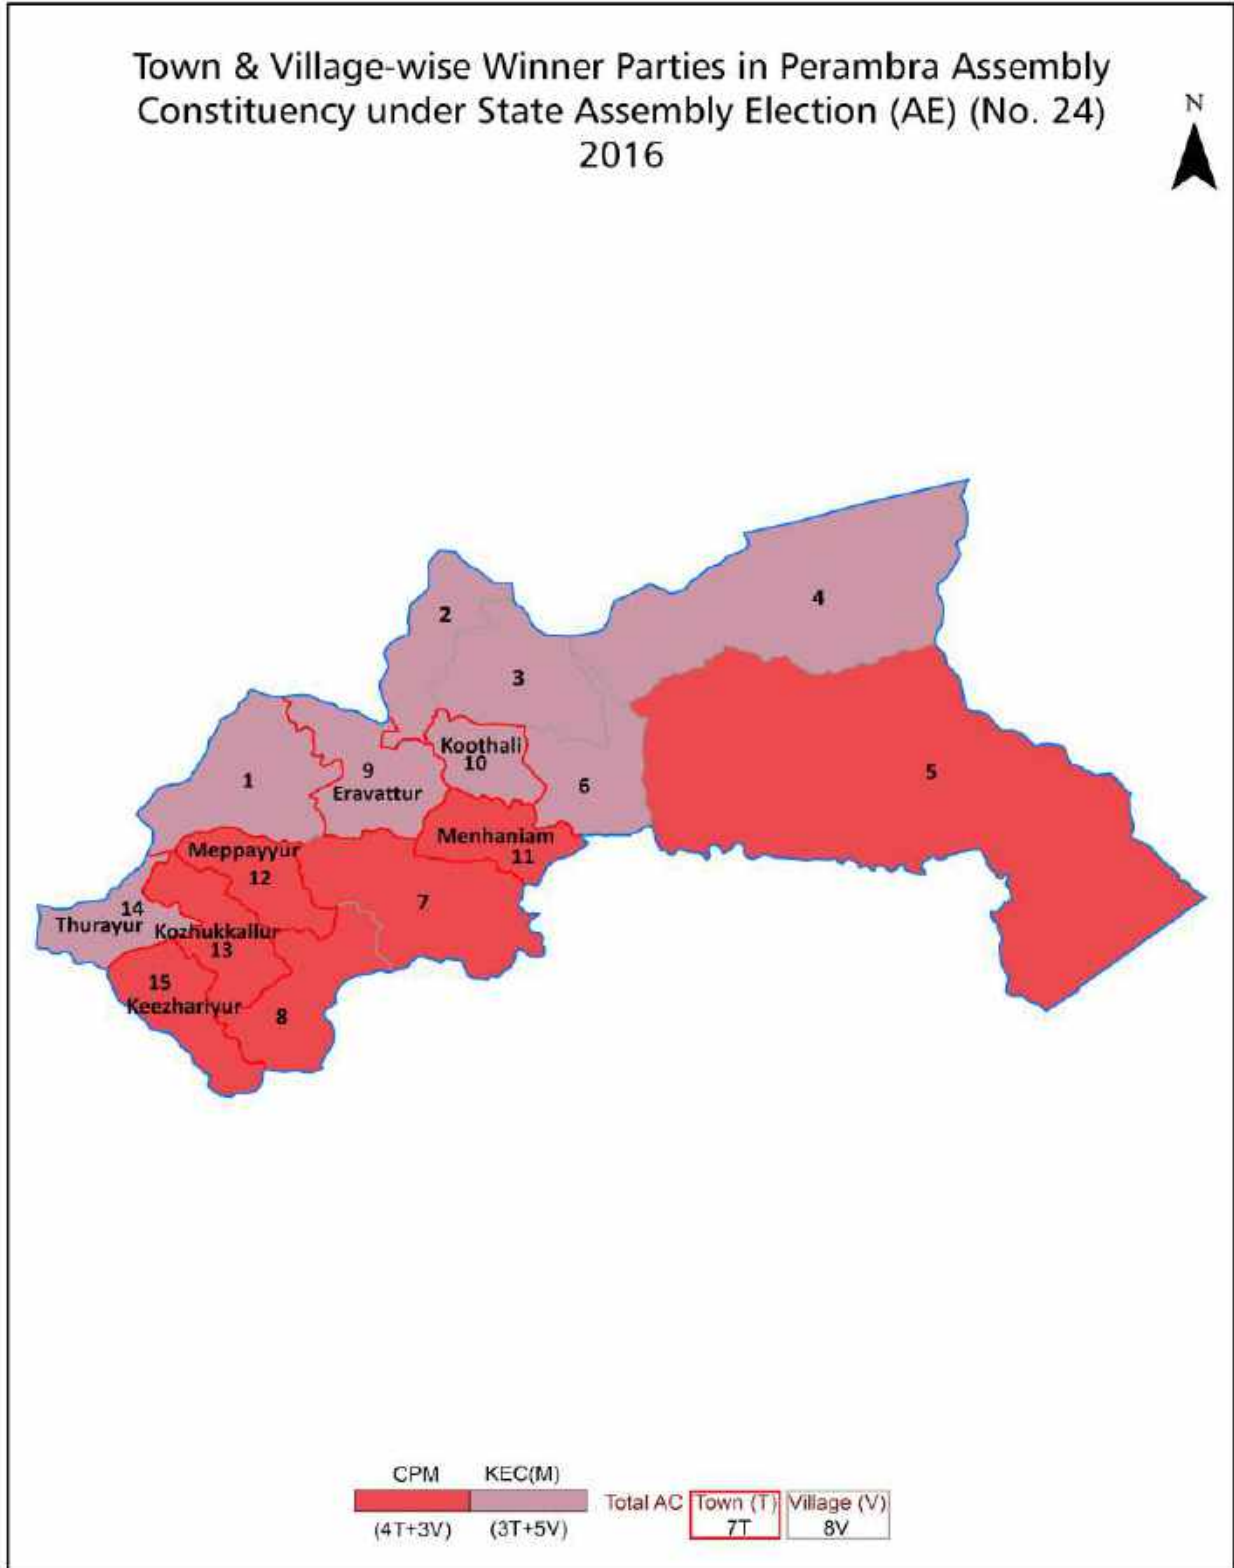 Town & Village-wise Winner Parties in Perambra Assembly
Constituency under State Assembly Election (AE) (No. 24)
2016
N
4
2
3
Koothali
10
9
Eravattur
1
6
5
Menhaniam
11
Meppayyur
12
7
14
Thurayur
Kozhukkallur
13
15
Keezhariyur
8
CPM KEC(M)
Total AC Town (T) Village (V)
(4T+3V) (3T+5V) 7T 8V